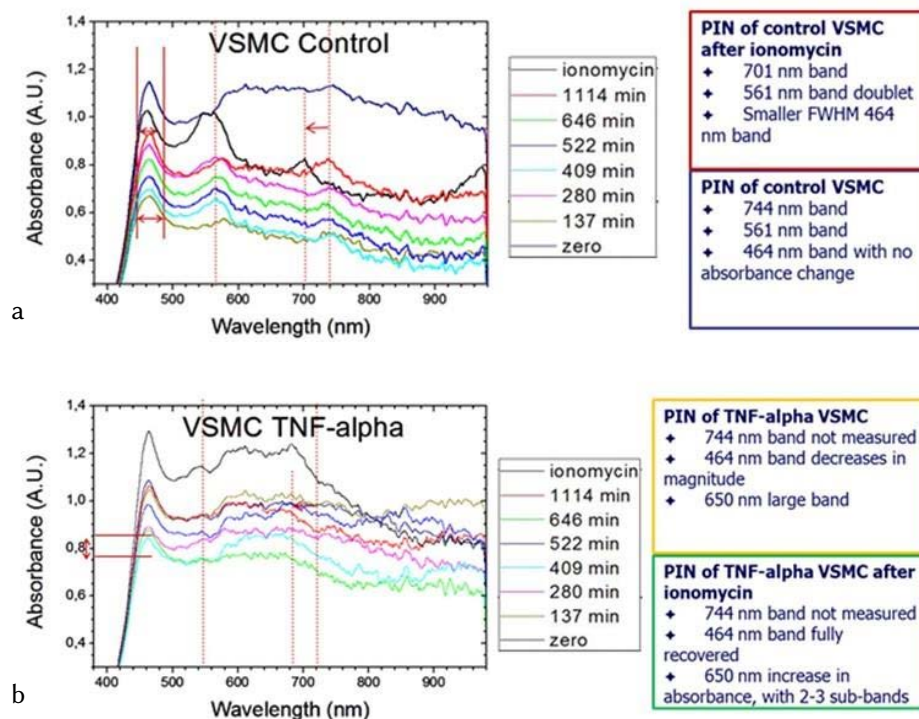 VSMC Control
1,4
1,2
1,0
0,8
0,6
0,4
Absorbance (A.U.)
400 500 600 700 800 900
Wavelength (nm)
ionomycin
1114 min
646 min
522 min
409 min
280 min
137 min
zero
PIN of control VSMC
after ionomycin
✦ 701 nm band
✦ 561 nm band doublet
✦ Smaller FWHM 464
nm band
PIN of control VSMC
✦ 744 nm band
✦ 561 nm band
✦ 464 nm band with no
absorbance change
a
VSMC TNF-alpha
1,4
1,2
1,0
0,8
0,6
0,4
Absorbance (A.U.)
400 500 600 700 800 900
Wavelength (nm)
ionomycin
1114 min
646 min
522 min
409 min
280 min
137 min
zero
PIN of TNF-alpha VSMC
✦ 744 nm band not measured
✦ 464 nm band decreases in
magnitude
✦ 650 nm large band
PIN of TNF-alpha VSMC after
ionomycin
✦ 744 nm band not measured
✦ 464 nm band fully
recovered
✦ 650 nm increase in
absorbance, with 2-3 sub-bands
b